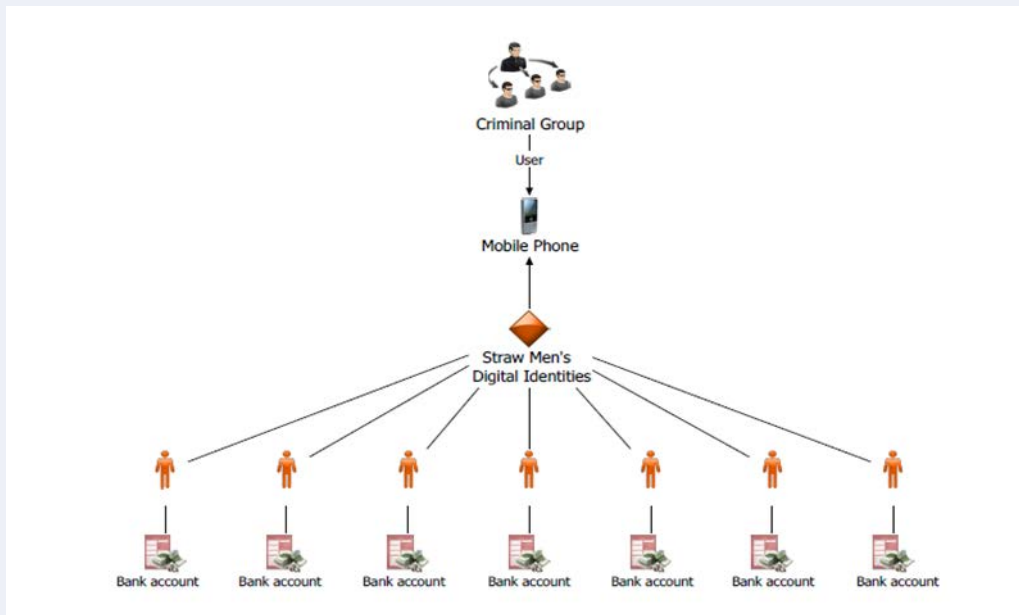 Criminal Group
User
Mobile Phone
Straw Men's
Digital Identities
Bank account
Bank account
Bank account
Bank account
Bank account
Bank account
Bank account